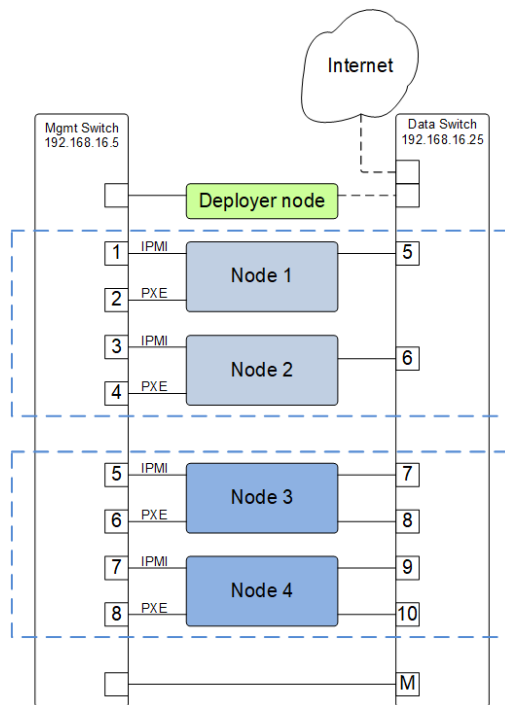 Internet
Mgmt Switch
192.168.16.5
Data Switch
192.168.16.25
Deployer node
1 IPMI Node 1 5
2 PXE
3 IPMI Node 2 6
4 PXE
5 IPMI Node 3 7
6 PXE 8
7 IPMI Node 4 9
8 PXE 10
M